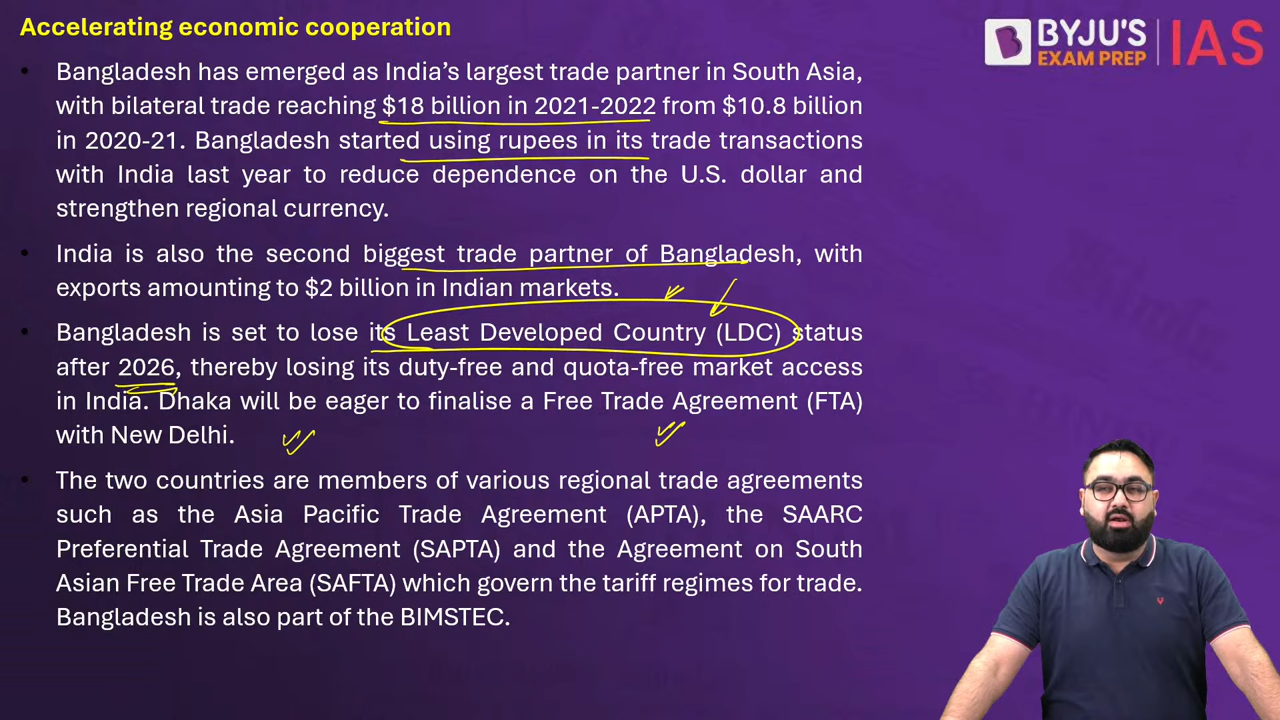 Accelerating economic cooperation
BYJU'S
EXAM PREP
IAS
• Bangladesh has emerged as India's largest trade partner in South Asia,
with bilateral trade reaching $18 billion in 2021-2022 from $10.8 billion
in 2020-21. Bangladesh started using rupees in its trade transactions
with India last year to reduce dependence on the U.S. dollar and
strengthen regional currency.
• India is also the second biggest trade partner of Bangladesh, with
exports amounting to $2 billion in Indian markets.
• Bangladesh is set to lose its Least Developed Country (LDC) status
after 2026, thereby losing its duty-free and quota-free market access
in India. Dhaka will be eager to finalise a Free Trade Agreement (FTA)
with New Delhi.
• The two countries are members of various regional trade agreements
such as the Asia Pacific Trade Agreement (APTA), the SAARC
Preferential Trade Agreement (SAPTA) and the Agreement on South
Asian Free Trade Area (SAFTA) which govern the tariff regimes for trade.
Bangladesh is also part of the BIMSTEC.